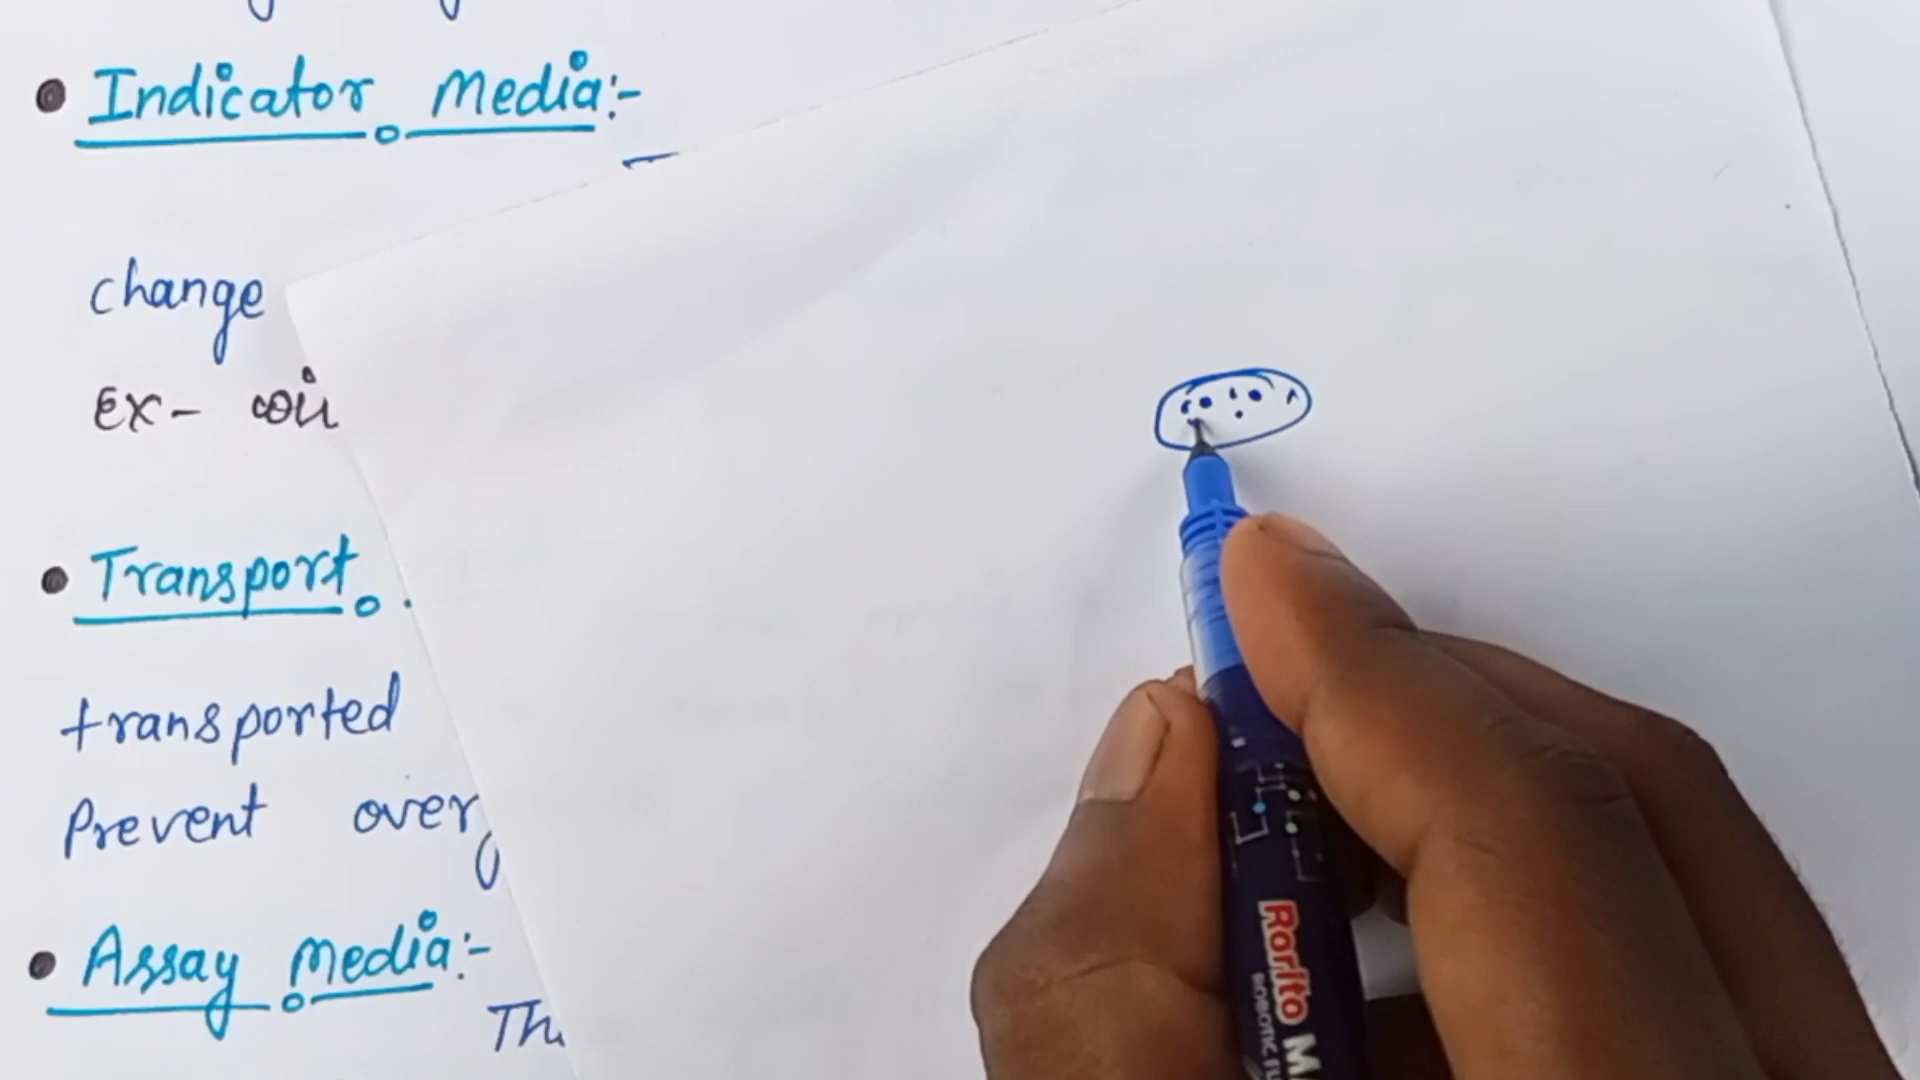 • Indicator Media:-
change
Ex-
• Transport
transported
Prevent over
• Assay Media:-
Th
Rorito M